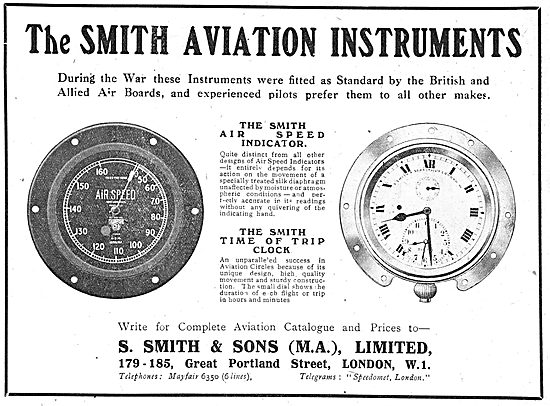 The SMITH AVIATION INSTRUMENTS
During the War these Instruments were fitted as Standard by the British and
Allied Air Boards, and experienced pilots prefer them to all other makes.
THE SMITH
AIR SPEED
INDICATOR.
Quite distinct from all other
designs of Air Speed Indicators
—it entirely depends for its
action on the movement of a
specially treated silk diaphragm
unaffected by moisture or atmos-
pheric conditions—and per-
fectly accurate in its readings
without any quivering of the
indicating hand.
THE SMITH
TIME OF TRIP
CLOCK
An unparalleled success in
Aviation Circles because of its
unique design, high quality
movement and sturdy construc-
tion. The small dial shows the
duration of each flight or trip
in hours and minutes
AIR SPEED
160
150
140
130
120
110
100
90
80
70
60
50
Write for Complete Aviation Catalogue and Prices to—
S. SMITH & SONS (M.A.), LIMITED,
179-185, Great Portland Street, LONDON, W.1.
Telephones: Mayfair 6350 (6 lines). Telegrams: "Speedomet, London."